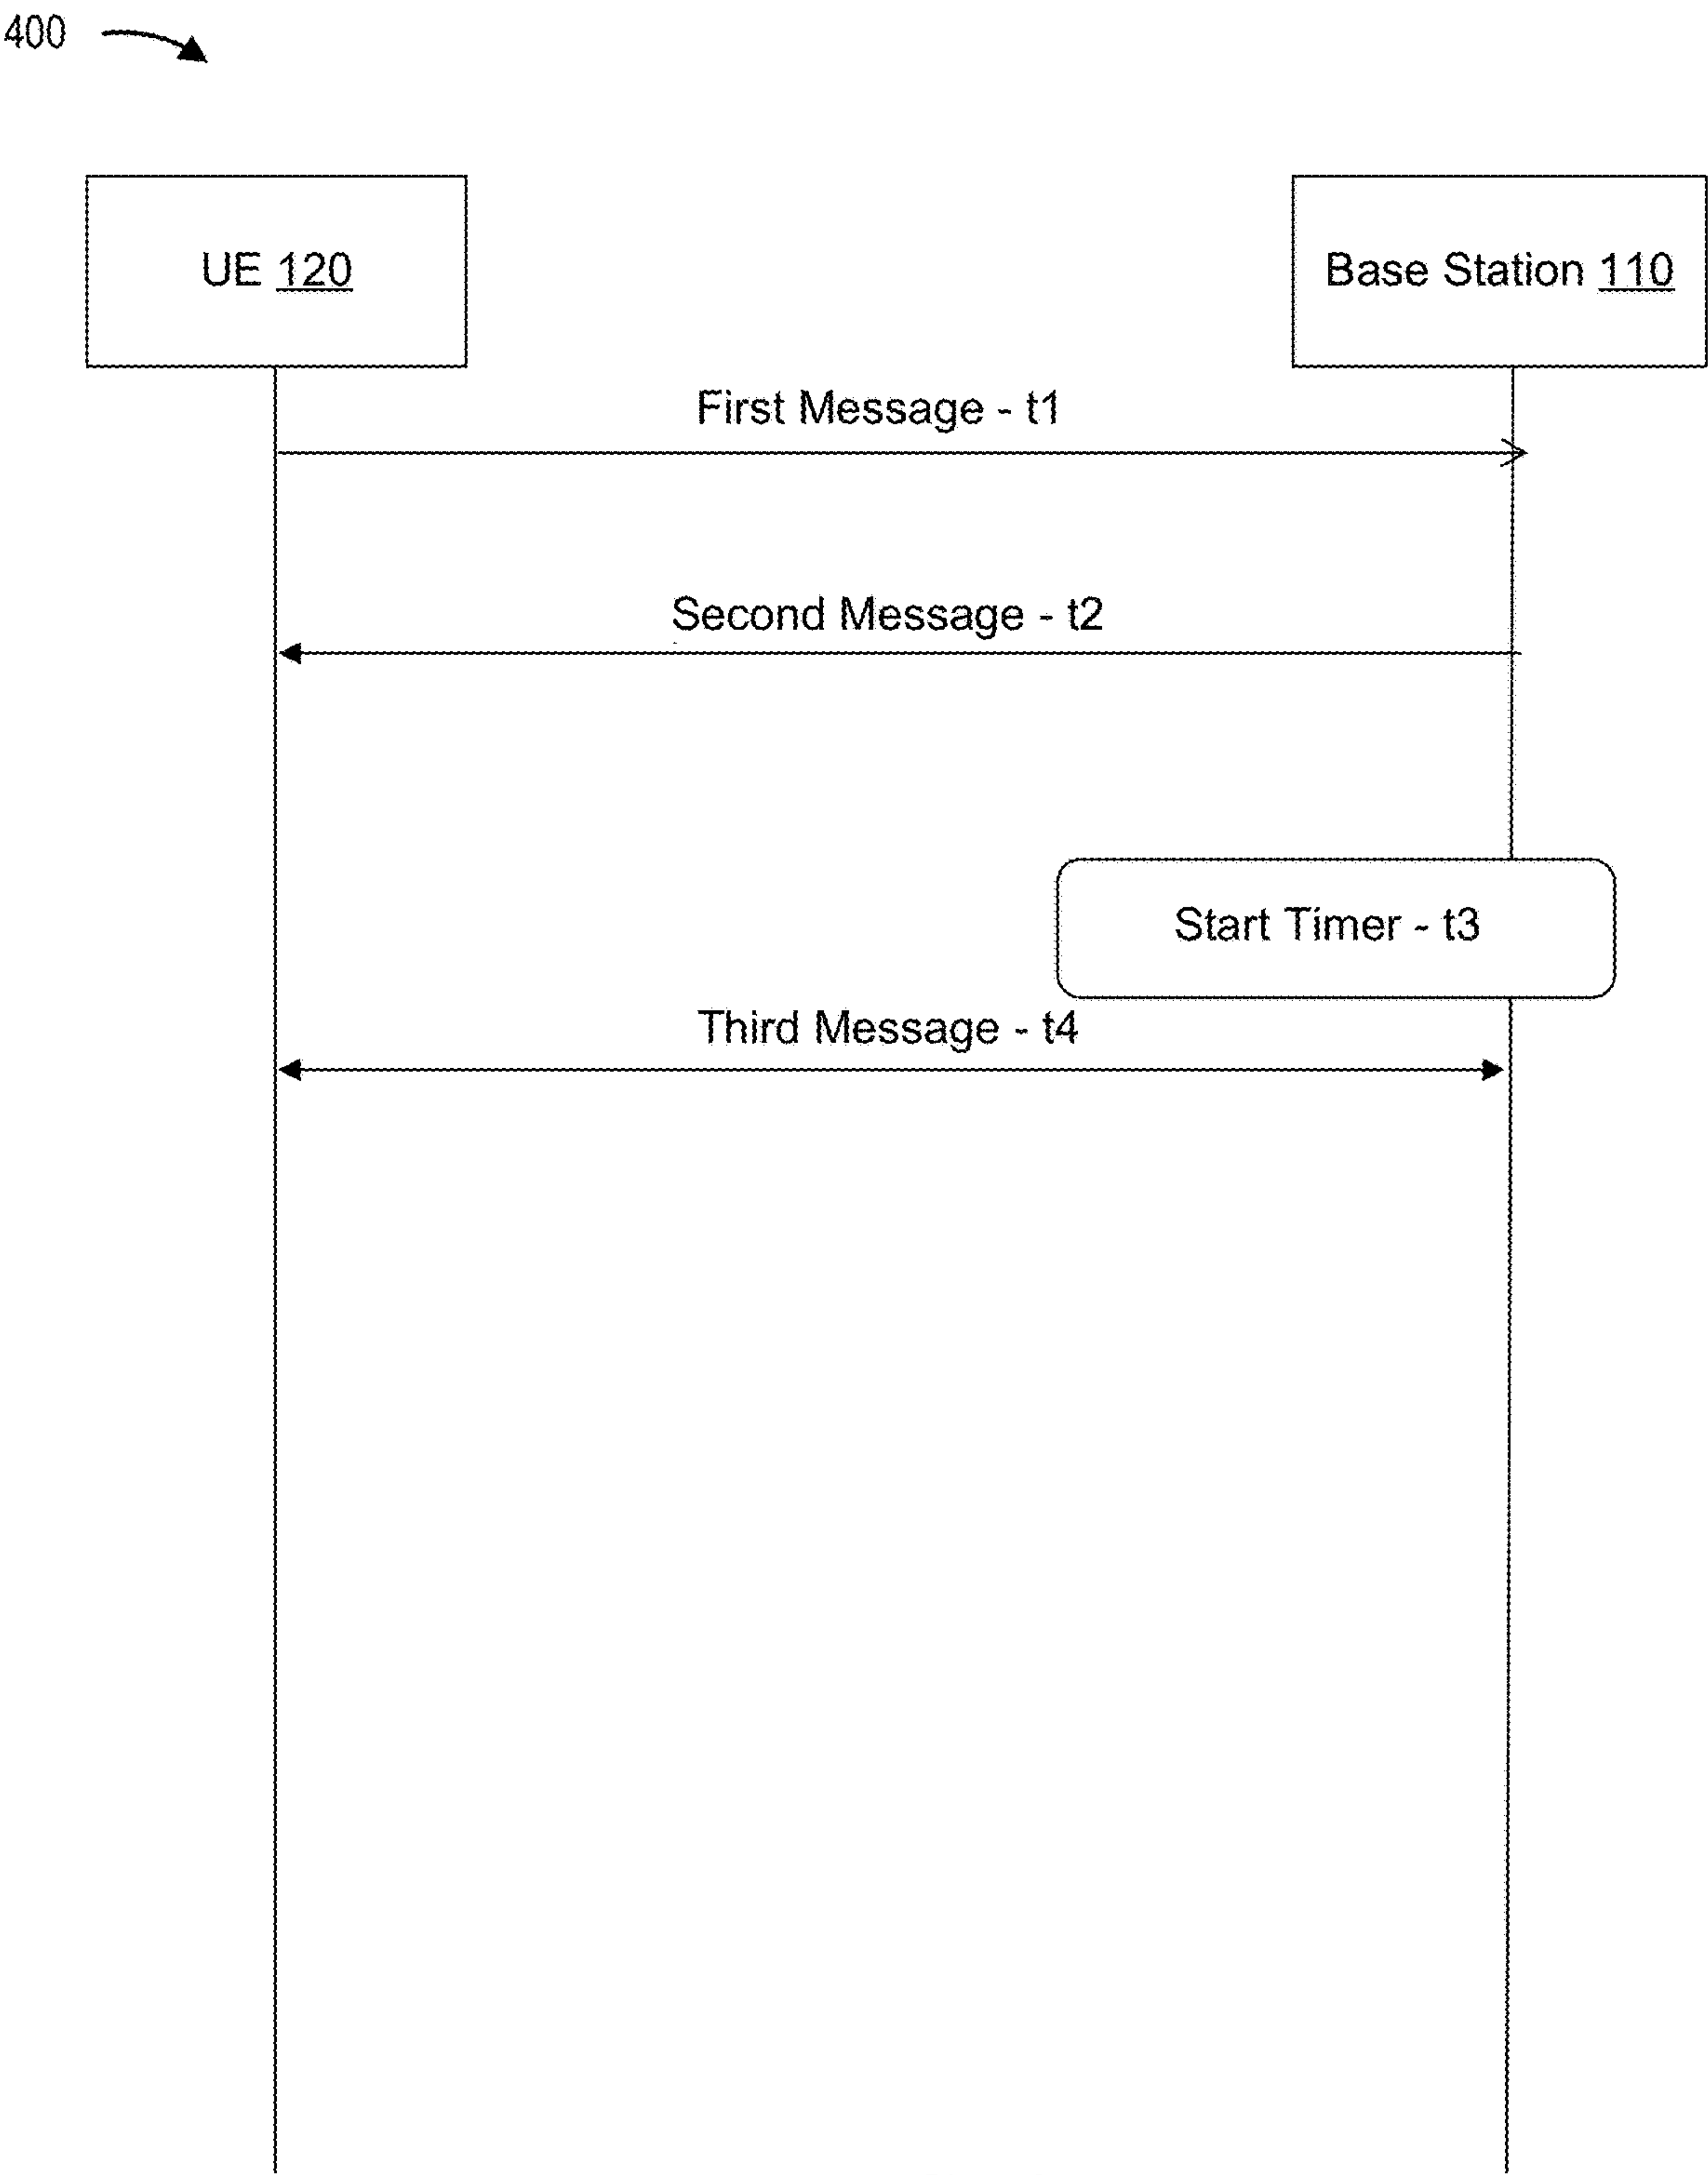 400
UE 120
Base Station 110
First Message - t1
Second Message - t2
Start Timer - t3
Third Message - t4